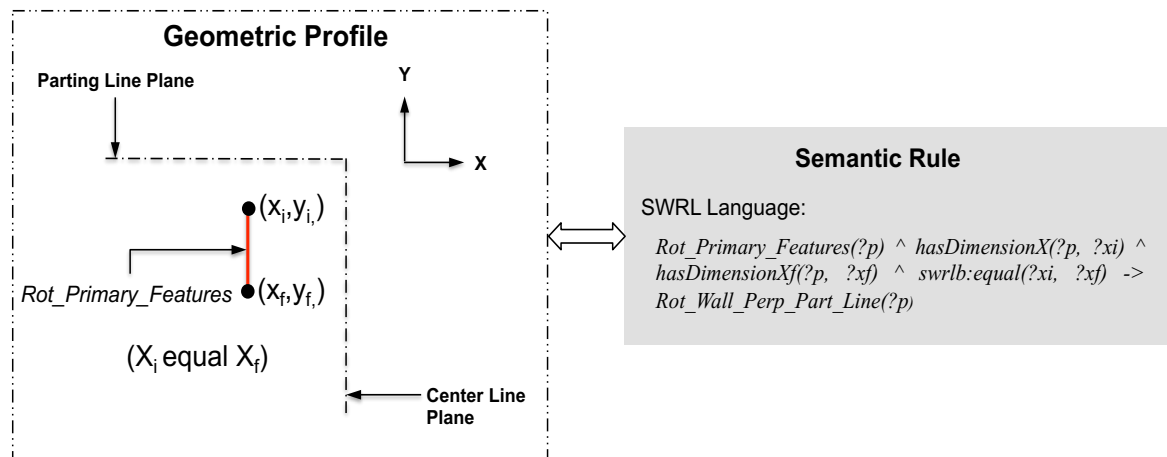 Geometric Profile
Parting Line Plane
Y
X
(xi,yi,)
(xf,yf,)
Rot_Primary_Features
(Xi equal Xf)
Center Line
Plane
Semantic Rule
SWRL Language:
Rot_Primary_Features(?p) ^ hasDimensionX(?p, ?xi) ^
hasDimensionXf(?p, ?xf) ^ swrlb:equal(?xi, ?xf) ->
Rot_Wall_Perp_Part_Line(?p)